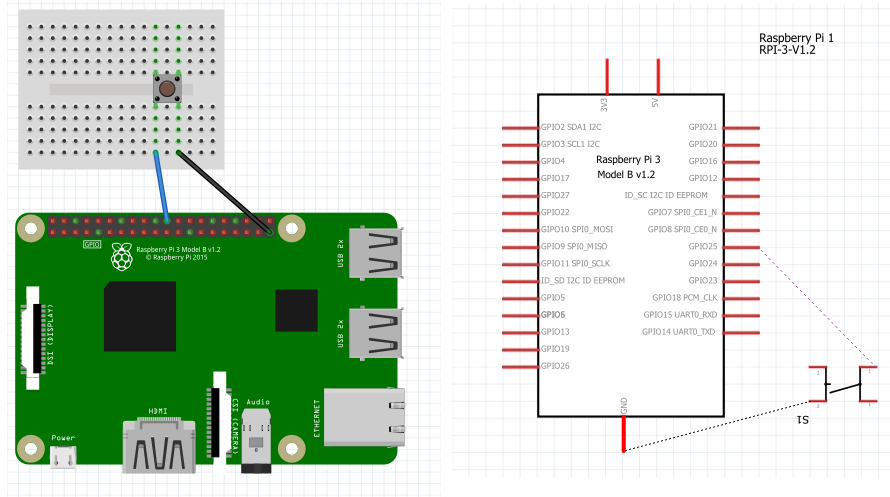 GPIO
Raspberry Pi 3 Model B v1.2
© Raspberry Pi 2015
USB 2x
USB 2x
DSI (DISPLAY)
HDMI
CSI (CAMERA)
Audio
ETHERNET
Power
Raspberry Pi 1
RPI-3-V1.2
3V3
5V
Raspberry Pi 3
Model B v1.2
GPIO2 SDA1 I2C
GPIO3 SCL1 I2C
GPIO4
GPIO17
GPIO27
GPIO22
GPIO10 SPI0_MOSI
GPIO9 SPI0_MISO
GPIO11 SPI0_SCLK
ID_SD I2C ID EEPROM
GPIO5
GPIO6
GPIO13
GPIO19
GPIO26
GPIO21
GPIO20
GPIO16
GPIO12
ID_SC I2C ID EEPROM
GPIO7 SPI0_CE1_N
GPIO8 SPI0_CE0_N
GPIO25
GPIO24
GPIO23
GPIO18 PCM_CLK
GPIO15 UART0_RXD
GPIO14 UART0_TXD
GND
S1